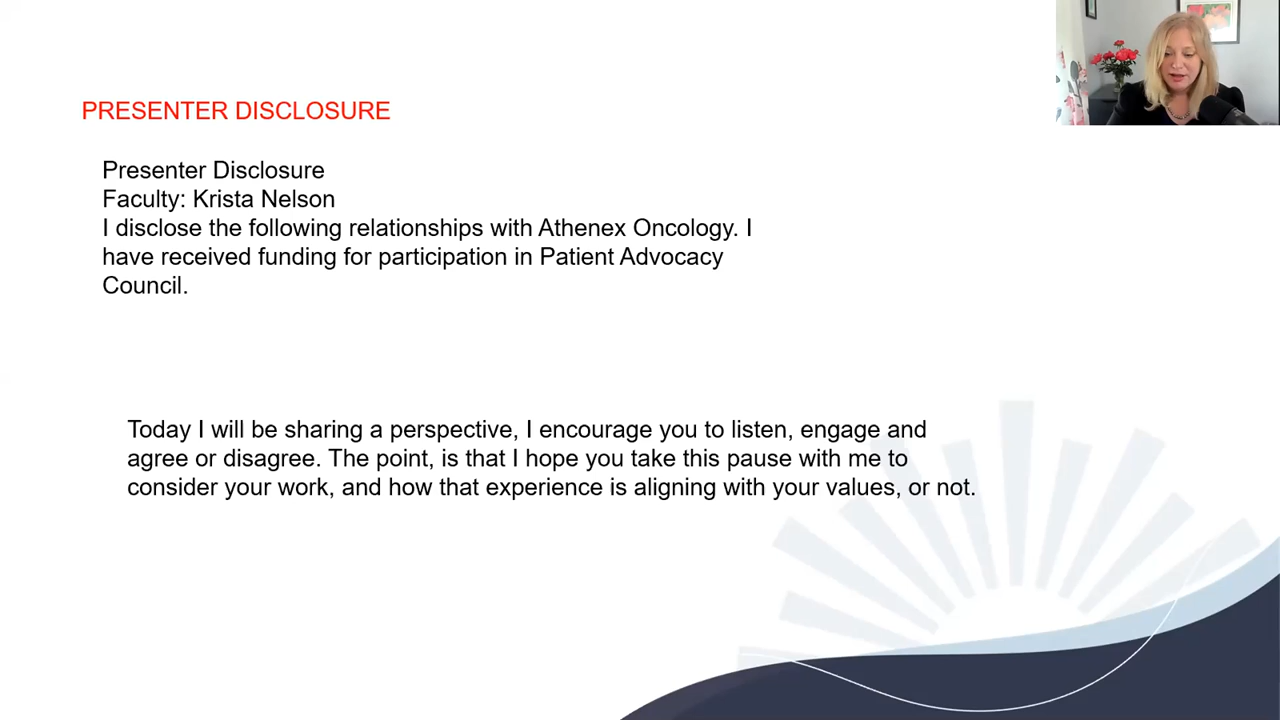 PRESENTER DISCLOSURE
Presenter Disclosure
Faculty: Krista Nelson
I disclose the following relationships with Athenex Oncology. I
have received funding for participation in Patient Advocacy
Council.
Today I will be sharing a perspective, I encourage you to listen, engage and
agree or disagree. The point, is that I hope you take this pause with me to
consider your work, and how that experience is aligning with your values, or not.